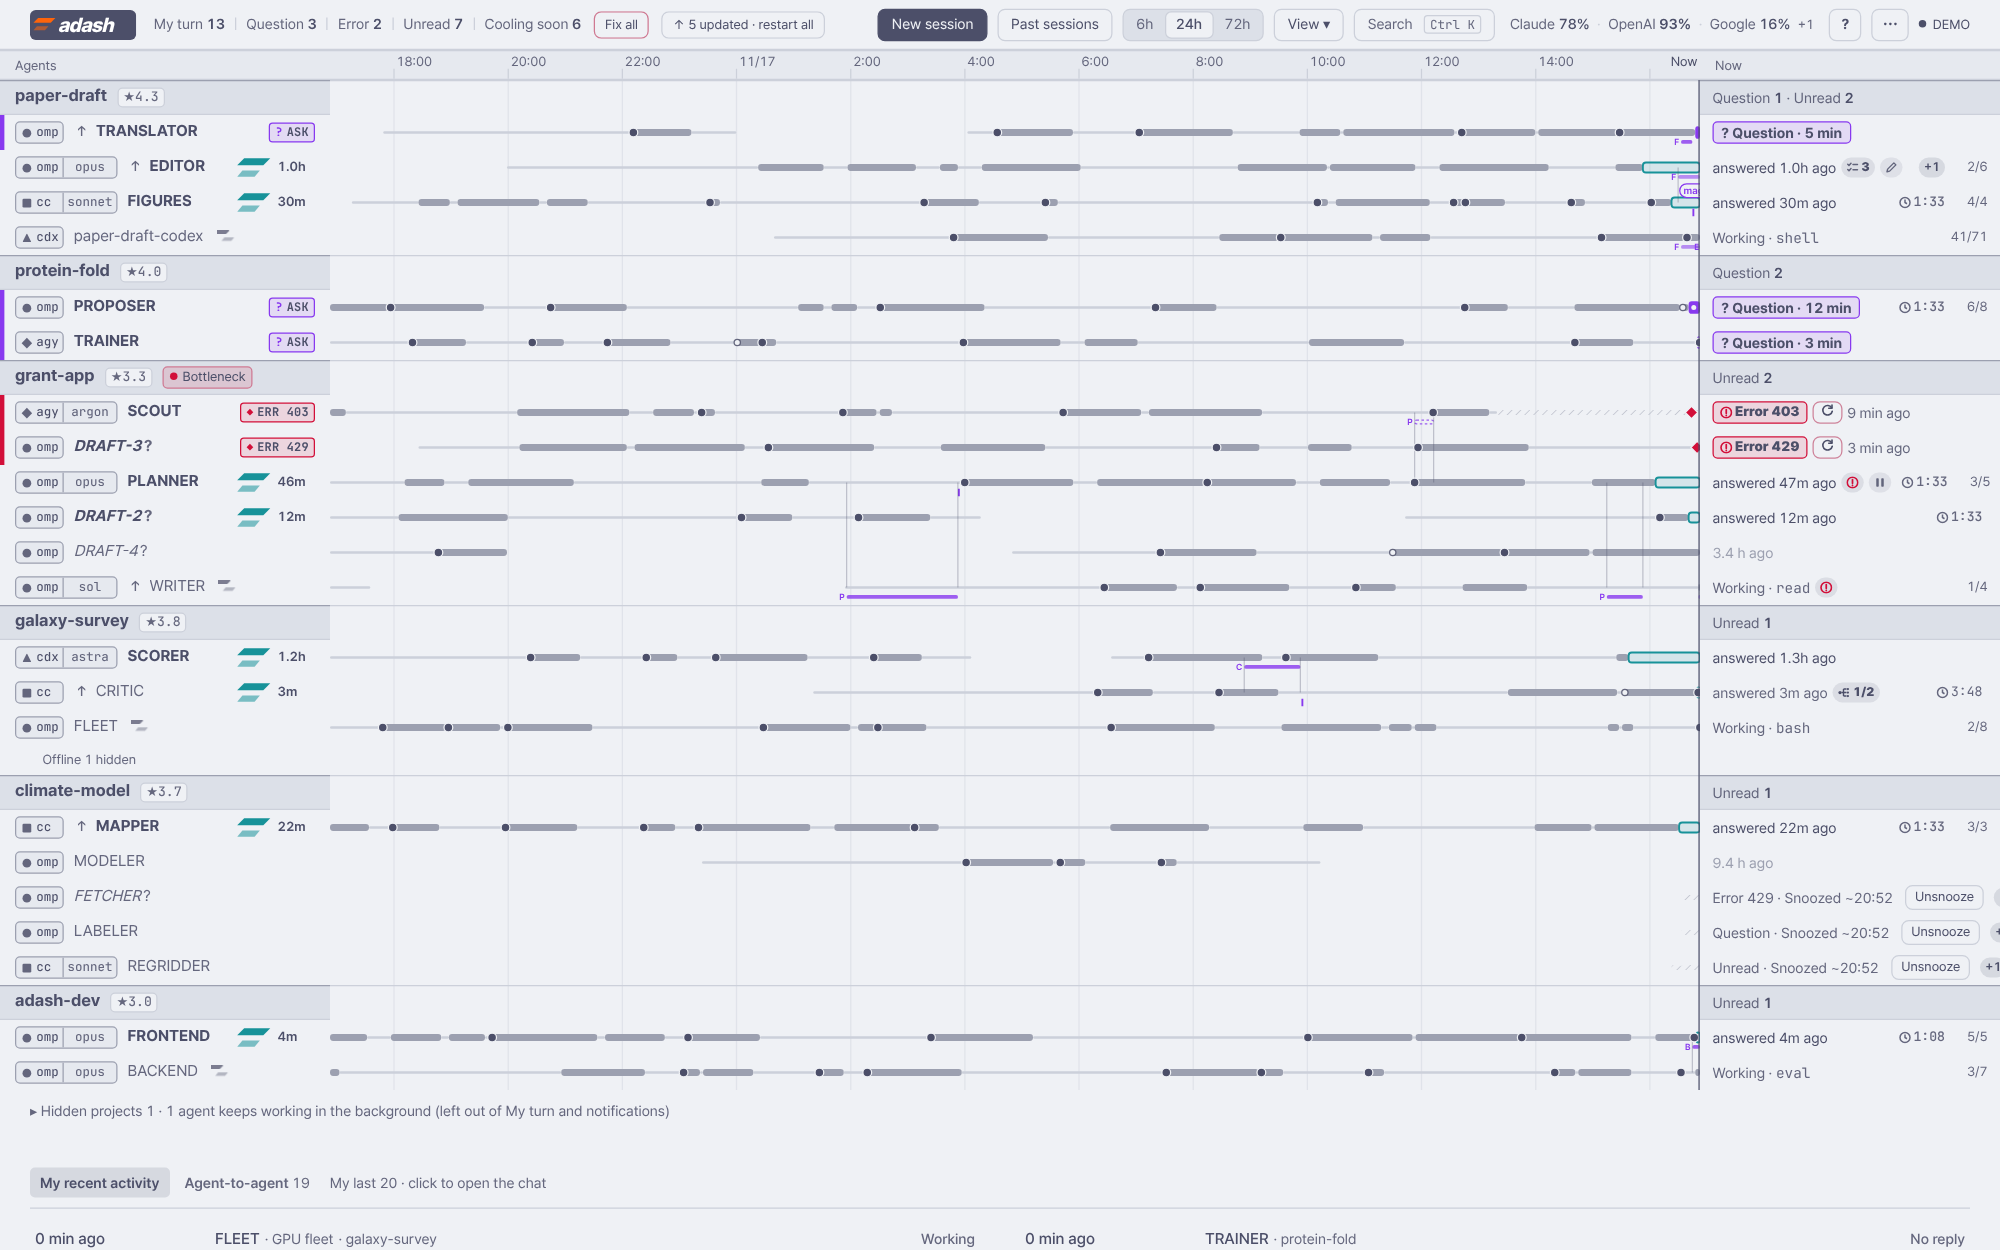 adash My turn 13 Question 3 Error 2 Unread 7 Cooling soon 6 Fix all ↑ 5 updated · restart all New session Past sessions 6h 24h 72h View ▾ Search Ctrl K Claude 78% · OpenAI 93% · Google 16% +1 ? ··· ● DEMO
Agents 18:00 20:00 22:00 11/17 2:00 4:00 6:00 8:00 10:00 12:00 14:00 Now Now
paper-draft ★4.3 Question 1 · Unread 2
omp ↑ TRANSLATOR ? ASK F ? Question · 5 min
omp opus ↑ EDITOR 1.0h F answered 1.0h ago 3 +1 2/6
cc sonnet FIGURES 30m answered 30m ago 1:33 4/4
cdx paper-draft-codex F Working · shell 41/71
protein-fold ★4.0 Question 2
omp PROPOSER ? ASK ? Question · 12 min 1:33 6/8
agy TRAINER ? ASK ? Question · 3 min
grant-app ★3.3 Bottleneck Unread 2
agy argon SCOUT ERR 403 P Error 403 9 min ago
omp DRAFT-3? ERR 429 Error 429 3 min ago
omp opus PLANNER 46m answered 47m ago 1:33 3/5
omp DRAFT-2? 12m answered 12m ago 1:33
omp DRAFT-4? 3.4 h ago
omp sol ↑ WRITER P P Working · read 1/4
galaxy-survey ★3.8 Unread 1
cdx astra SCORER 1.2h C answered 1.3h ago
cc ↑ CRITIC 3m answered 3m ago 1/2 3:48
omp FLEET Working · bash 2/8
Offline 1 hidden
climate-model ★3.7 Unread 1
cc ↑ MAPPER 22m answered 22m ago 1:33 3/3
omp MODELER 9.4 h ago
omp FETCHER? Error 429 · Snoozed ~20:52 Unsnooze
omp LABELER Question · Snoozed ~20:52 Unsnooze
cc sonnet REGRIDDER Unread · Snoozed ~20:52 Unsnooze +1
adash-dev ★3.0 Unread 1
omp opus FRONTEND 4m B answered 4m ago 1:08 5/5
omp opus BACKEND Working · eval 3/7
▸ Hidden projects 1 · 1 agent keeps working in the background (left out of My turn and notifications)
My recent activity Agent-to-agent 19 My last 20 · click to open the chat
0 min ago FLEET · GPU fleet · galaxy-survey Working 0 min ago TRAINER · protein-fold No reply